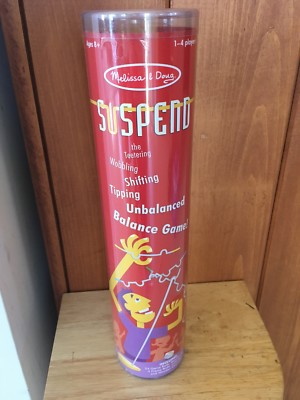 Ages 8+ 1-4 players
Melissa & Doug
SUSPEND
the
Teetering
Wobbling
Shifting
Tipping
Unbalanced
Balance Game!